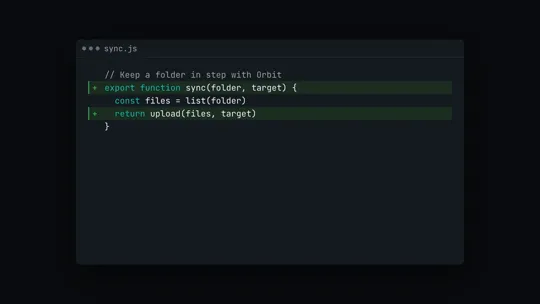 sync.js
// Keep a folder in step with Orbit
+ export function sync(folder, target) {
const files = list(folder)
+ return upload(files, target)
}